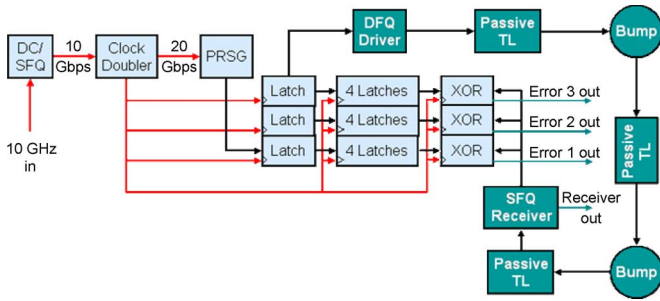 DC/
SFQ
10
Gbps
Clock
Doubler
20
Gbps
PRSG
DFQ
Driver
Passive
TL
Bump
10 GHz
in
Latch
4 Latches
XOR
Error 3 out
Latch
4 Latches
XOR
Error 2 out
Latch
4 Latches
XOR
Error 1 out
Passive
TL
SFQ
Receiver
Receiver
out
Passive
TL
Bump